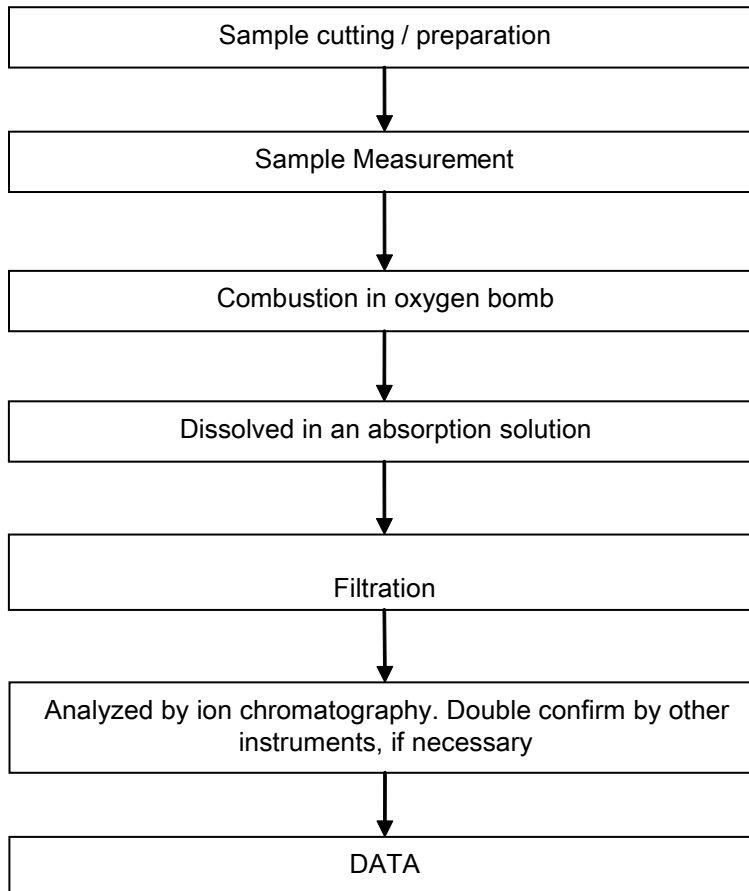 Sample cutting / preparation
Sample Measurement
Combustion in oxygen bomb
Dissolved in an absorption solution
Filtration
Analyzed by ion chromatography. Double confirm by other
instruments, if necessary
DATA